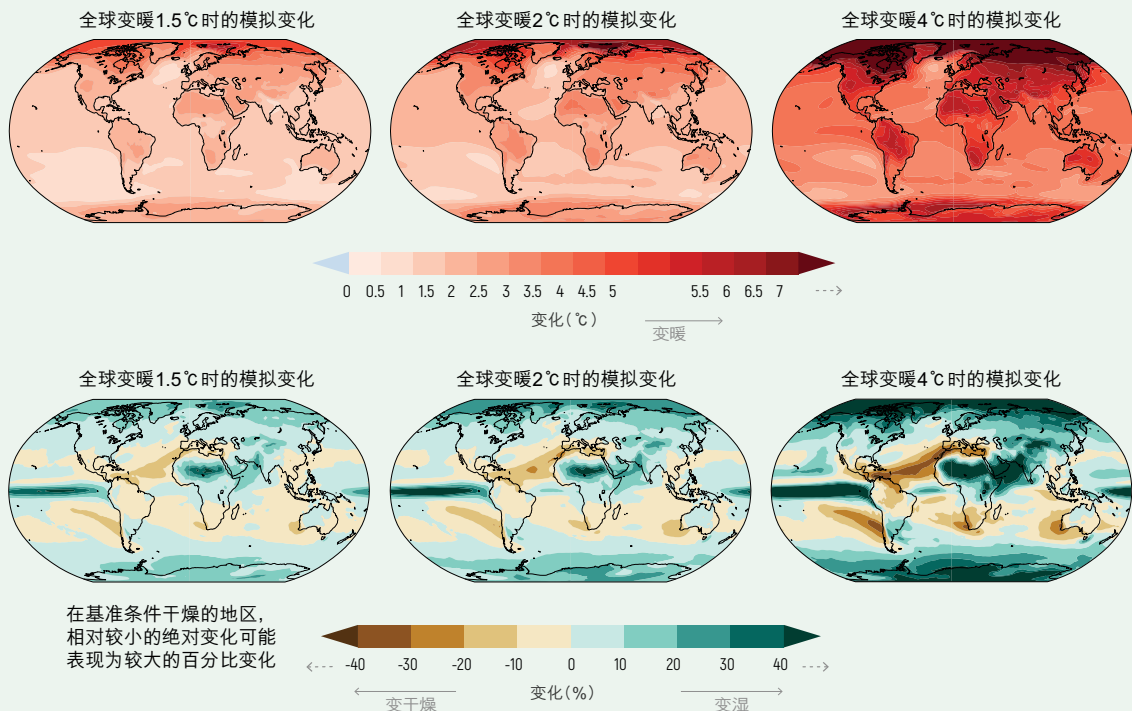 全球变暖1.5℃时的模拟变化
全球变暖2℃时的模拟变化
全球变暖4℃时的模拟变化
0 0.5 1 1.5 2 2.5 3 3.5 4 4.5 5 5.5 6 6.5 7
变化(℃)
变暖
全球变暖1.5℃时的模拟变化
全球变暖2℃时的模拟变化
全球变暖4℃时的模拟变化
在基准条件干燥的地区，
相对较小的绝对变化可能
表现为较大的百分比变化
-40 -30 -20 -10 0 10 20 30 40
变化(%)
变干燥
变湿